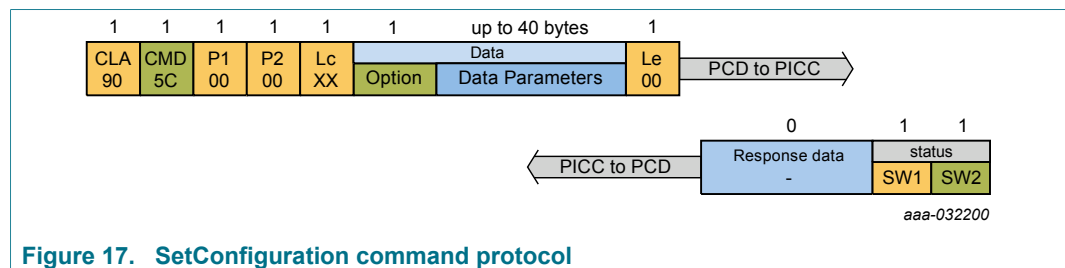 1 1 1 1 1 1 up to 40 bytes 1
CLA CMD P1 P2 Lc Data Le
90 5C 00 00 XX Option Data Parameters 00
PCD to PICC
0 1 1
Response data status
- SW1 SW2
PICC to PCD
aaa-032200
Figure 17. SetConfiguration command protocol